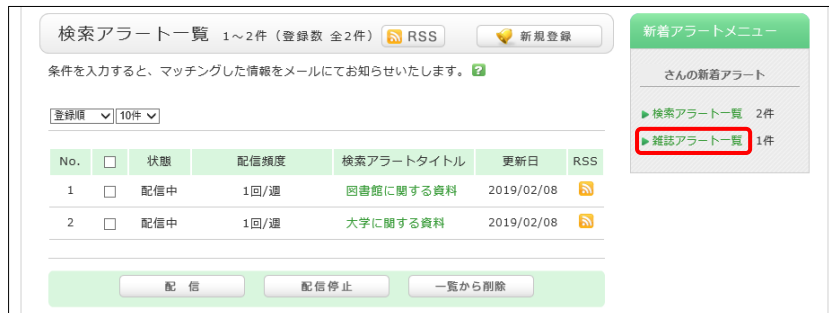 検索アラート一覧 1～2件（登録数 全2件） RSS 新規登録
条件を入力すると、マッチングした情報をメールにてお知らせいたします。 ?
登録順 10件
No. 状態 配信頻度 検索アラートタイトル 更新日 RSS
1 配信中 1回/週 図書館に関する資料 2019/02/08
2 配信中 1回/週 大学に関する資料 2019/02/08
配 信 配信停止 一覧から削除
新着アラートメニュー
さんの新着アラート
検索アラート一覧 2件
雑誌アラート一覧 1件